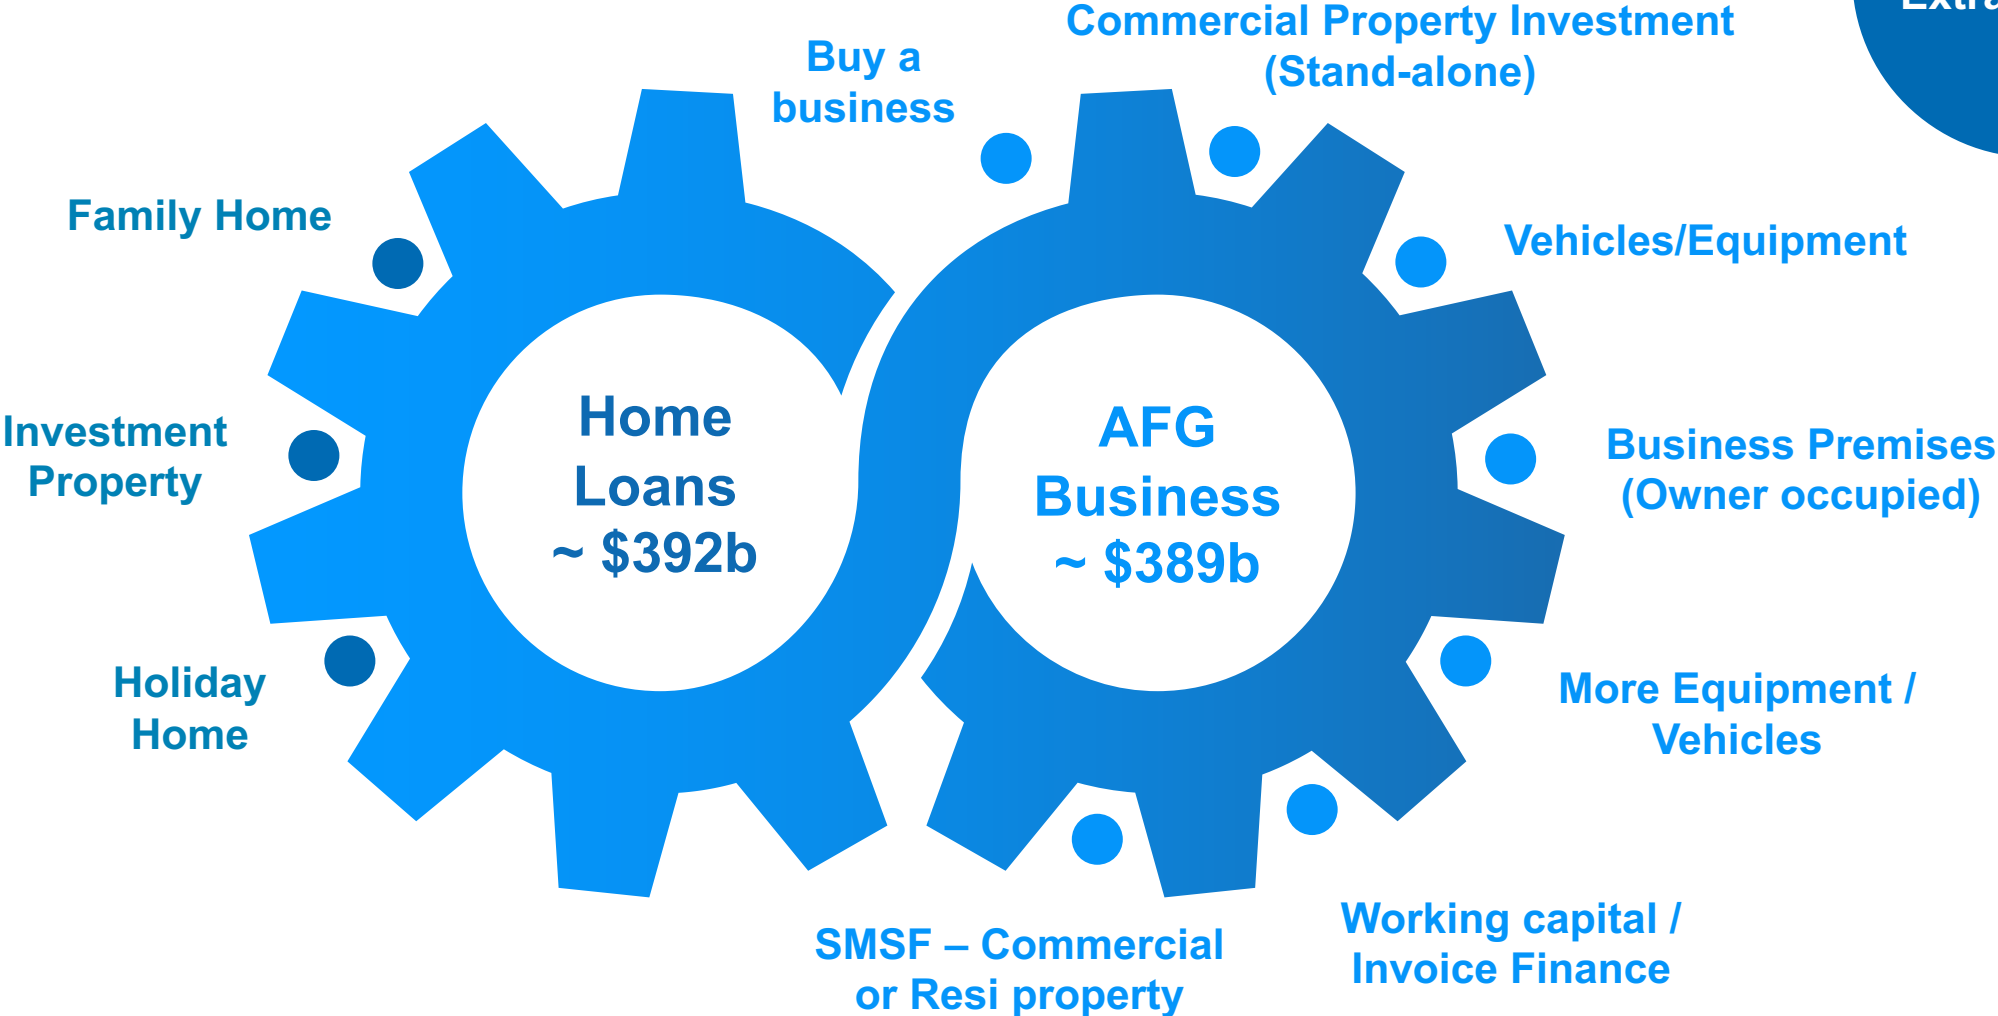 Commercial Property Investment
(Stand-alone)
Buy a
business
Family Home
Vehicles/Equipment
Investment
Property
Home
Loans
~ $392b
AFG
Business
~ $389b
Business Premises
(Owner occupied)
Holiday
Home
More Equipment /
Vehicles
Working capital /
Invoice Finance
SMSF – Commercial
or Resi property